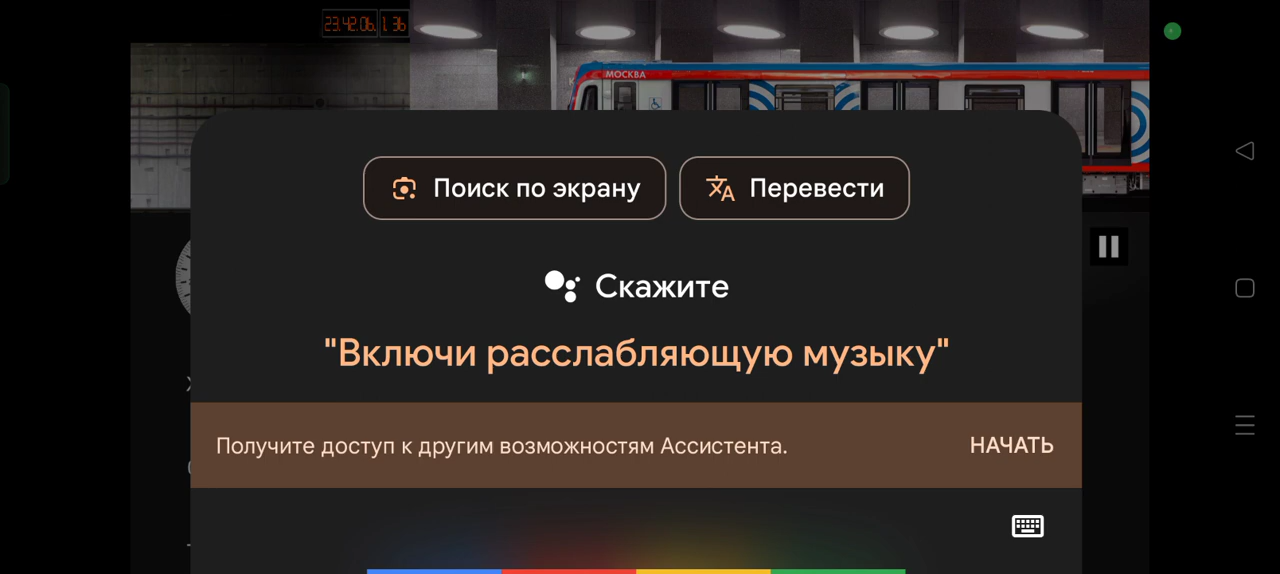 23.42.06. 1.36
МОСКВА
Поиск по экрану
Перевести
Скажите
"Включи расслабляющую музыку"
Получите доступ к другим возможностям Ассистента.
НАЧАТЬ